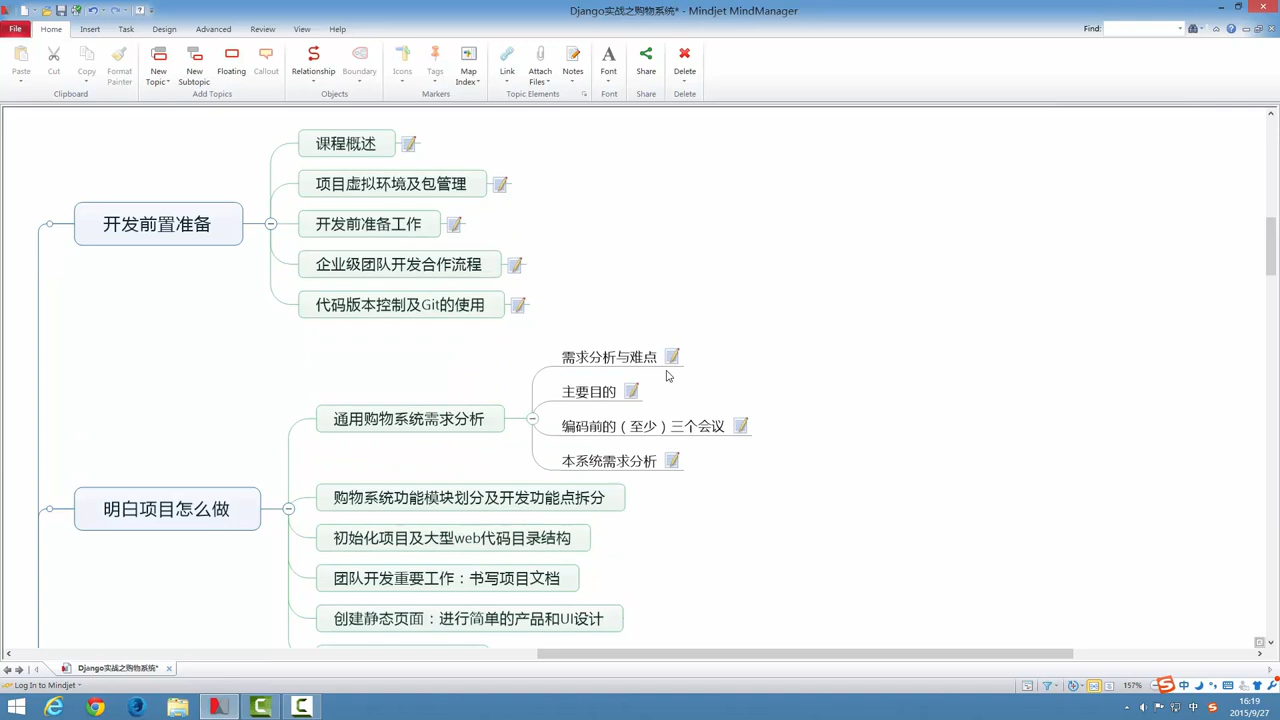 Django实战之购物系统* - Mindjet MindManager
File Home Insert Task Design Advanced Review View Help Find:
Paste Cut Copy Format Painter New Topic New Subtopic Floating Callout Relationship Boundary Icons Tags Map Index Link Attach Files Notes Font Share Delete
Clipboard Add Topics Objects Markers Topic Elements Font Share Delete
课程概述
项目虚拟环境及包管理
开发前置准备
开发前准备工作
企业级团队开发合作流程
代码版本控制及Git的使用
需求分析与难点
主要目的
通用购物系统需求分析
编码前的（至少）三个会议
本系统需求分析
购物系统功能模块划分及开发功能点拆分
明白项目怎么做
初始化项目及大型web代码目录结构
团队开发重要工作：书写项目文档
创建静态页面：进行简单的产品和UI设计
Django实战之购物系统*
Log In to Mindjet
157%
中
中
16:19
2015/9/27